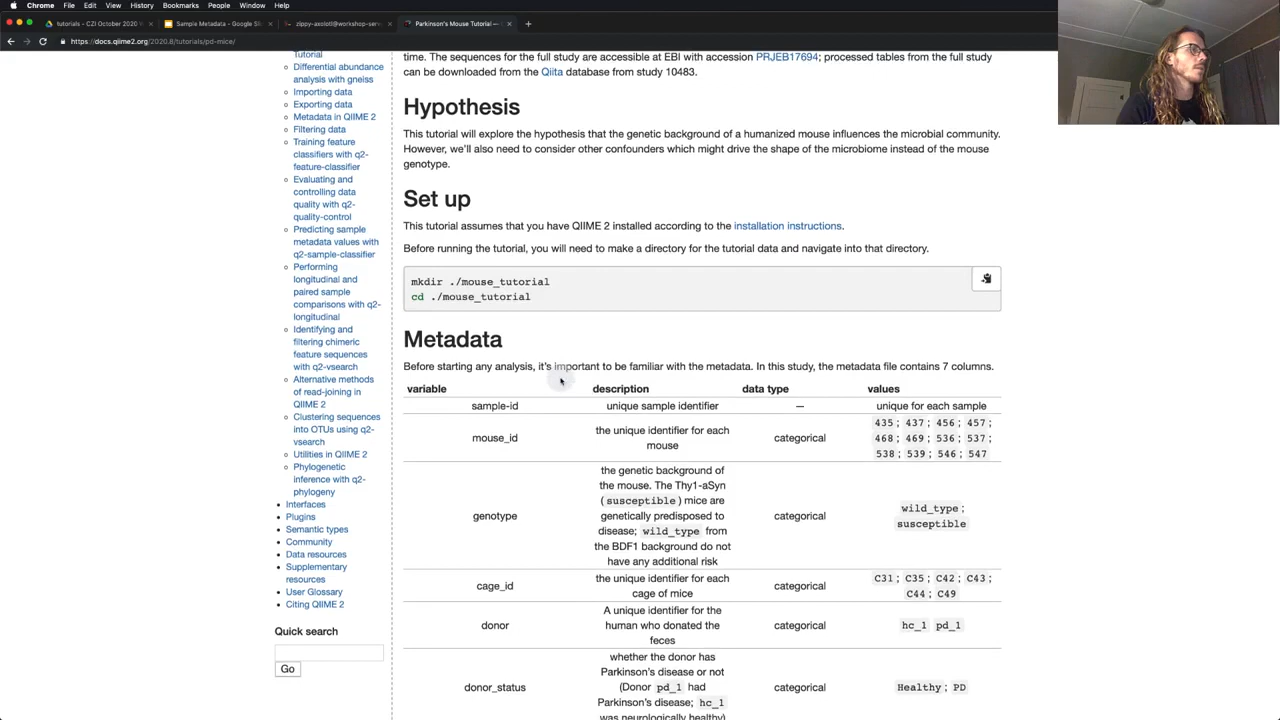 Chrome File Edit View History Bookmarks People Window Help
tutorials – CZI October 2020
Sample Metadata – Google Sli
zippy-axolotl@workshop-serv
Parkinson's Mouse Tutorial —
https://docs.qiime2.org/2020.8/tutorials/pd-mice/
Tutorial
Differential abundance
analysis with gneiss
Importing data
Exporting data
Metadata in QIIME 2
Filtering data
Training feature
classifiers with q2-
feature-classifier
Evaluating and
controlling data
quality with q2-
quality-control
Predicting sample
metadata values with
q2-sample-classifier
Performing
longitudinal and
paired sample
comparisons with q2-
longitudinal
Identifying and
filtering chimeric
feature sequences
with q2-vsearch
Alternative methods
of read-joining in
QIIME 2
Clustering sequences
into OTUs using q2-
vsearch
Utilities in QIIME 2
Phylogenetic
inference with q2-
phylogeny
Interfaces
Plugins
Semantic types
Community
Data resources
Supplementary
resources
User Glossary
Citing QIIME 2
Quick search
Go
time. The sequences for the full study are accessible at EBI with accession PRJEB17694; processed tables from the full study
can be downloaded from the Qiita database from study 10483.
Hypothesis
This tutorial will explore the hypothesis that the genetic background of a humanized mouse influences the microbial community.
However, we'll also need to consider other confounders which might drive the shape of the microbiome instead of the mouse
genotype.
Set up
This tutorial assumes that you have QIIME 2 installed according to the installation instructions.
Before running the tutorial, you will need to make a directory for the tutorial data and navigate into that directory.
mkdir ./mouse_tutorial
cd ./mouse_tutorial
Metadata
Before starting any analysis, it's important to be familiar with the metadata. In this study, the metadata file contains 7 columns.
variable description data type values
sample-id unique sample identifier — unique for each sample
mouse_id the unique identifier for each mouse categorical 435 ; 437 ; 456 ; 457 ;
468 ; 469 ; 536 ; 537 ;
538 ; 539 ; 546 ; 547
genotype the genetic background of
the mouse. The Thy1-aSyn
( susceptible ) mice are
genetically predisposed to
disease; wild_type from
the BDF1 background do not
have any additional risk
categorical
wild_type ;
susceptible
cage_id the unique identifier for each
cage of mice
categorical
C31 ; C35 ; C42 ; C43 ;
C44 ; C49
donor
A unique identifier for the
human who donated the
feces
categorical
hc_1 pd_1
donor_status
whether the donor has
Parkinson's disease or not
(Donor pd_1 had
Parkinson's disease; hc_1
was neurologically healthy)
categorical
Healthy ; PD